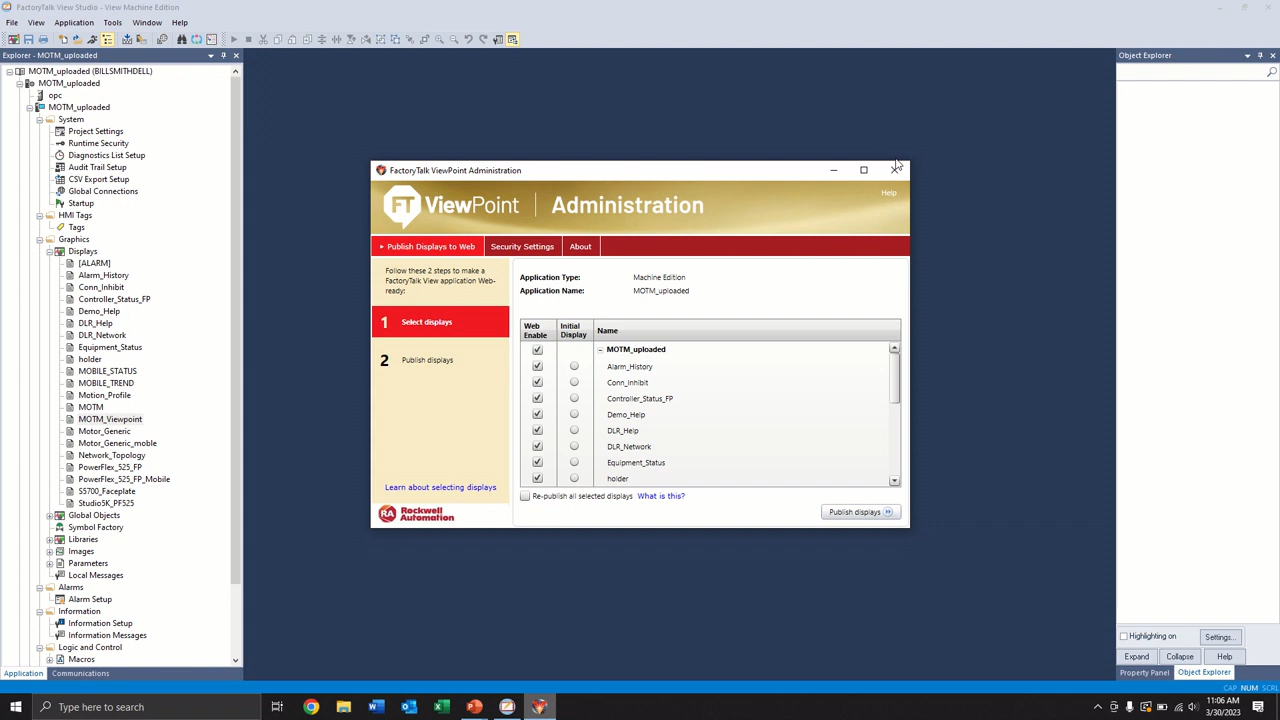 FactoryTalk View Studio - View Machine Edition
File View Application Tools Window Help
Explorer - MOTM_uploaded
MOTM_uploaded (BILLSMITHDELL)
MOTM_uploaded
opc
MOTM_uploaded
System
Project Settings
Runtime Security
Diagnostics List Setup
Audit Trail Setup
CSV Export Setup
Global Connections
Startup
HMI Tags
Tags
Graphics
Displays
[ALARM]
Alarm_History
Conn_Inhibit
Controller_Status_FP
Demo_Help
DLR_Help
DLR_Network
Equipment_Status
holder
MOBILE_STATUS
MOBILE_TREND
Motion_Profile
MOTM
MOTM_Viewpoint
Motor_Generic
Motor_Generic_moble
Network_Topology
PowerFlex_525_FP
PowerFlex_525_FP_Mobile
S5700_Faceplate
Studio5K_PF525
Global Objects
Symbol Factory
Libraries
Images
Parameters
Local Messages
Alarms
Alarm Setup
Information
Information Setup
Information Messages
Logic and Control
Macros
Application Communications
FactoryTalk ViewPoint Administration
FT ViewPoint Administration
Help
Publish Displays to Web Security Settings About
Follow these 2 steps to make a
FactoryTalk View application Web-
ready:
1 Select displays
2 Publish displays
Learn about selecting displays
RA Rockwell
Automation
Application Type: Machine Edition
Application Name: MOTM_uploaded
Web Enable Initial Display Name
MOTM_uploaded
Alarm_History
Conn_Inhibit
Controller_Status_FP
Demo_Help
DLR_Help
DLR_Network
Equipment_Status
holder
Re-publish all selected displays What is this?
Publish displays
Object Explorer
Highlighting on Settings...
Expand Collapse Help
Property Panel Object Explorer
CAP NUM SCRL
Type here to search
11:06 AM
3/30/2023